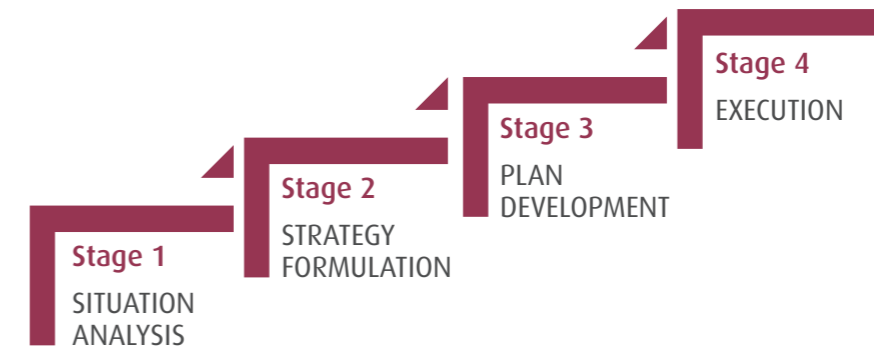 Stage 1
SITUATION
ANALYSIS
Stage 2
STRATEGY
FORMULATION
Stage 3
PLAN
DEVELOPMENT
Stage 4
EXECUTION